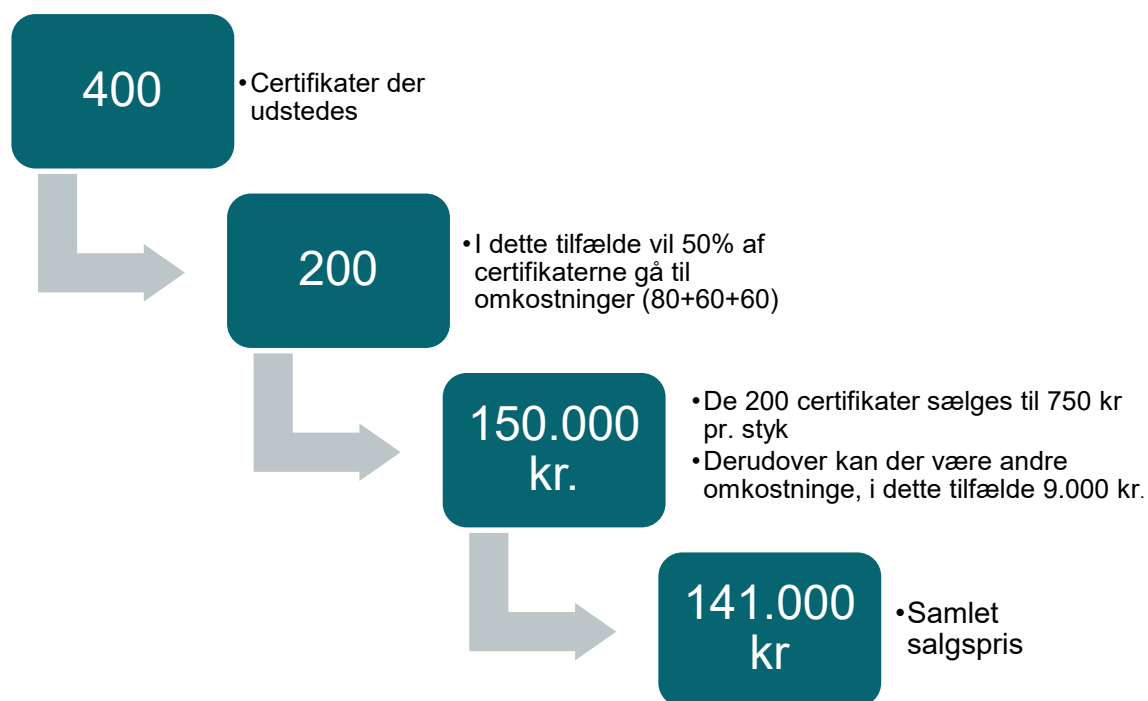 400
•Certifikater der
udstedes
200
•I dette tilfælde vil 50% af
certifikaterne gå til
omkostninger (80+60+60)
150.000
kr.
•De 200 certifikater sælges til 750 kr
pr. styk
•Derudover kan der være andre
omkostninge, i dette tilfælde 9.000 kr.
141.000
kr
•Samlet
salgspris